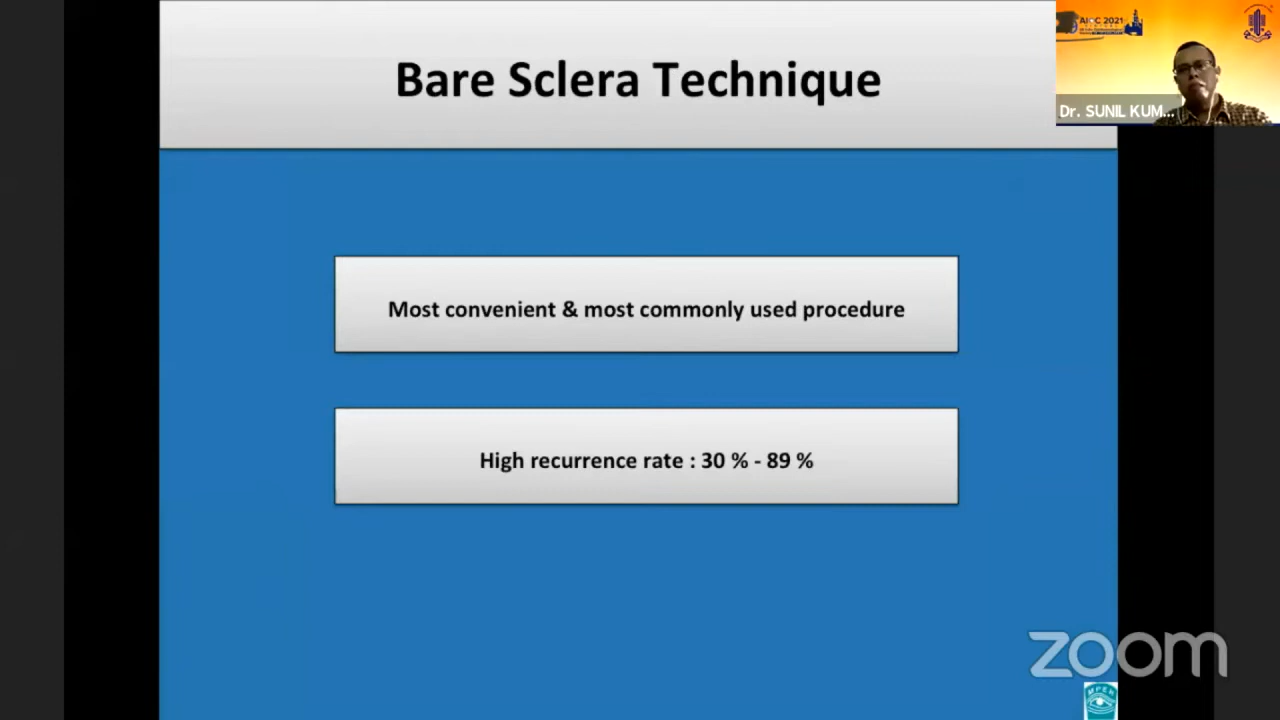 Bare Sclera Technique
AIOC 2021
Dr. SUNIL KUM...
Most convenient & most commonly used procedure
High recurrence rate : 30 % - 89 %
zoom